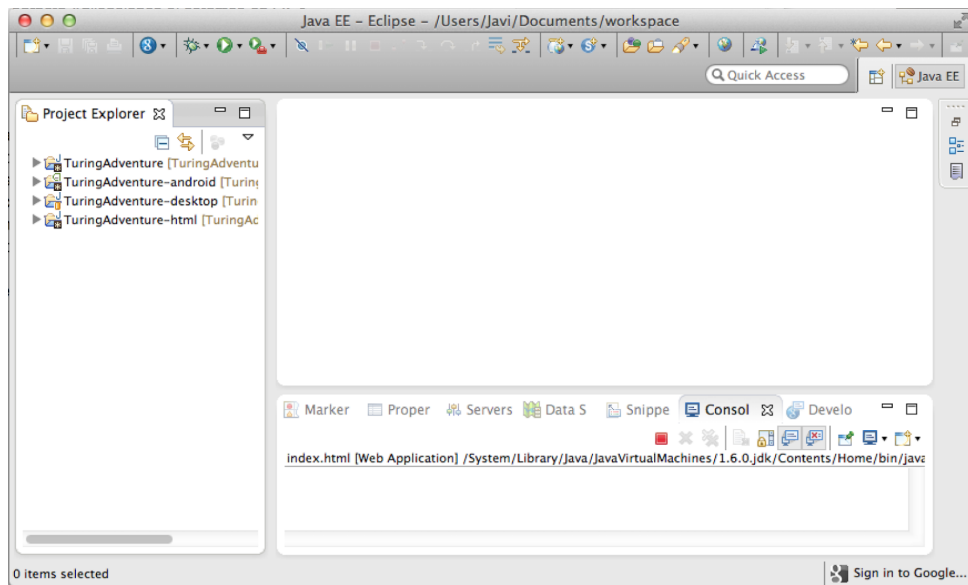 Java EE – Eclipse – /Users/Javi/Documents/workspace
Quick Access
Java EE
Project Explorer
TuringAdventure [TuringAdventu
TuringAdventure-android [Turing
TuringAdventure-desktop [Turin
TuringAdventure-html [TuringAd
Marker Proper Servers Data S Snippe Consol Develo
index.html [Web Application] /System/Library/Java/JavaVirtualMachines/1.6.0.jdk/Contents/Home/bin/java
0 items selected
Sign in to Google...